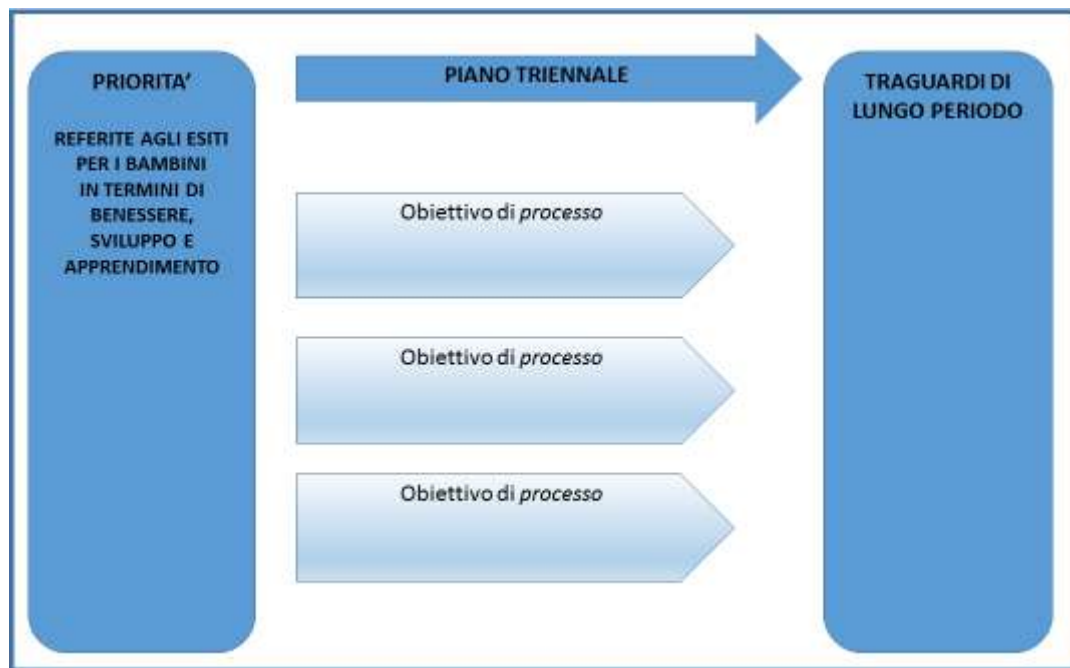 PRIORITA’
REFERITE AGLI ESITI
PER I BAMBINI
IN TERMINI DI
BENESSERE,
SVILUPPO E
APPRENDIMENTO
PIANO TRIENNALE
Obiettivo di processo
Obiettivo di processo
Obiettivo di processo
TRAGUARDI DI
LUNGO PERIODO